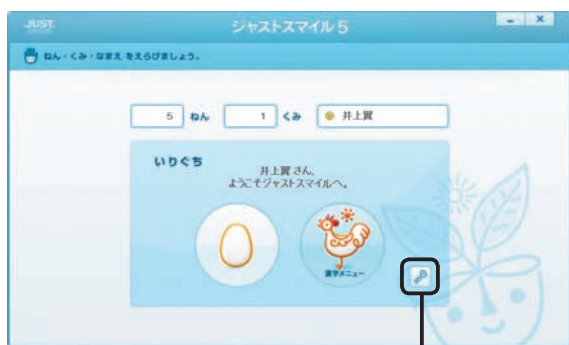 JUST.
ジャストスマイル 5
ねん・くみ・なまえ をえらびましょう。
5 ねん 1 くみ 井上翼
いりぐち
井上翼 さん,
ようこそジャストスマイルへ。
漢字メニュー